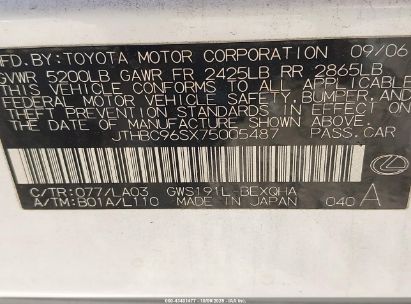 MFD. BY: TOYOTA MOTOR CORPORATION 09/06
GVWR 5200LB GAWR FR 2425LB RR 2865LB
THIS VEHICLE CONFORMS TO ALL APPLICABLE
FEDERAL MOTOR VEHICLE SAFETY, BUMPER, AND
THEFT PREVENTION STANDARDS IN EFFECT ON
THE DATE OF MANUFACTURE SHOWN ABOVE.
JTHBC96SX75005487 PASS.CAR
C/TR:077/LA03 GWS191L-BEXQHA
A/TM:B01A/L110 MADE IN JAPAN 040 A